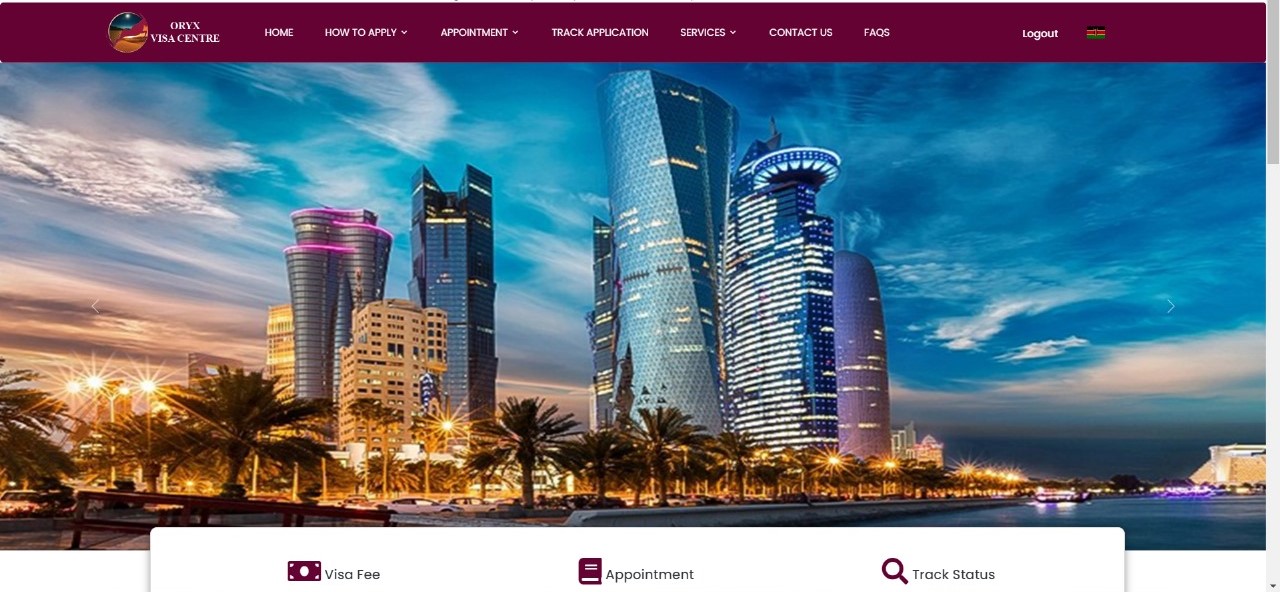 ORYX
VISA CENTRE
HOME
HOW TO APPLY
APPOINTMENT
TRACK APPLICATION
SERVICES
CONTACT US
FAQS
Logout
Visa Fee
Appointment
Track Status